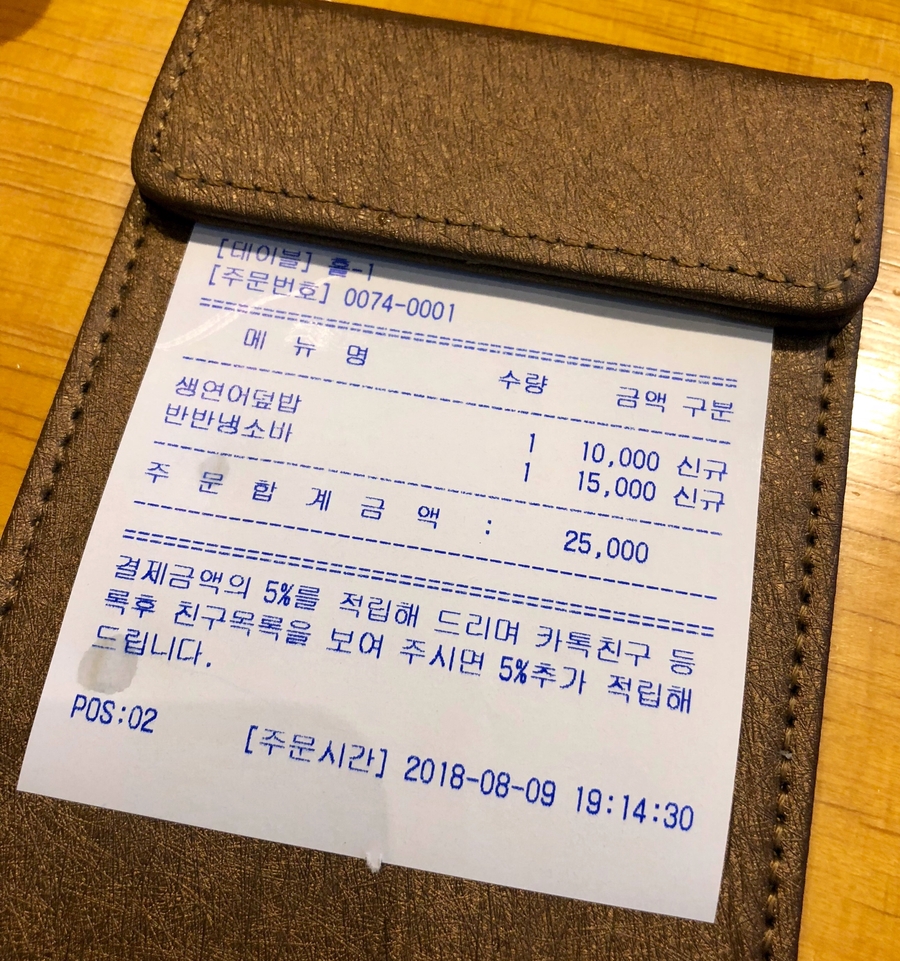 [테이블] 홀-1
[주문번호] 0074-0001
================================================
메 뉴 명 수량 금액 구분
------------------------------------------------
생연어덮밥 1 10,000 신규
반반냉소바 1 15,000 신규
------------------------------------------------
주 문 합 계 금 액 : 25,000
------------------------------------------------
================================================
결제금액의 5%를 적립해 드리며 카톡친구 등
록후 친구목록을 보여 주시면 5%추가 적립해
드립니다.
POS:02 [주문시간] 2018-08-09 19:14:30